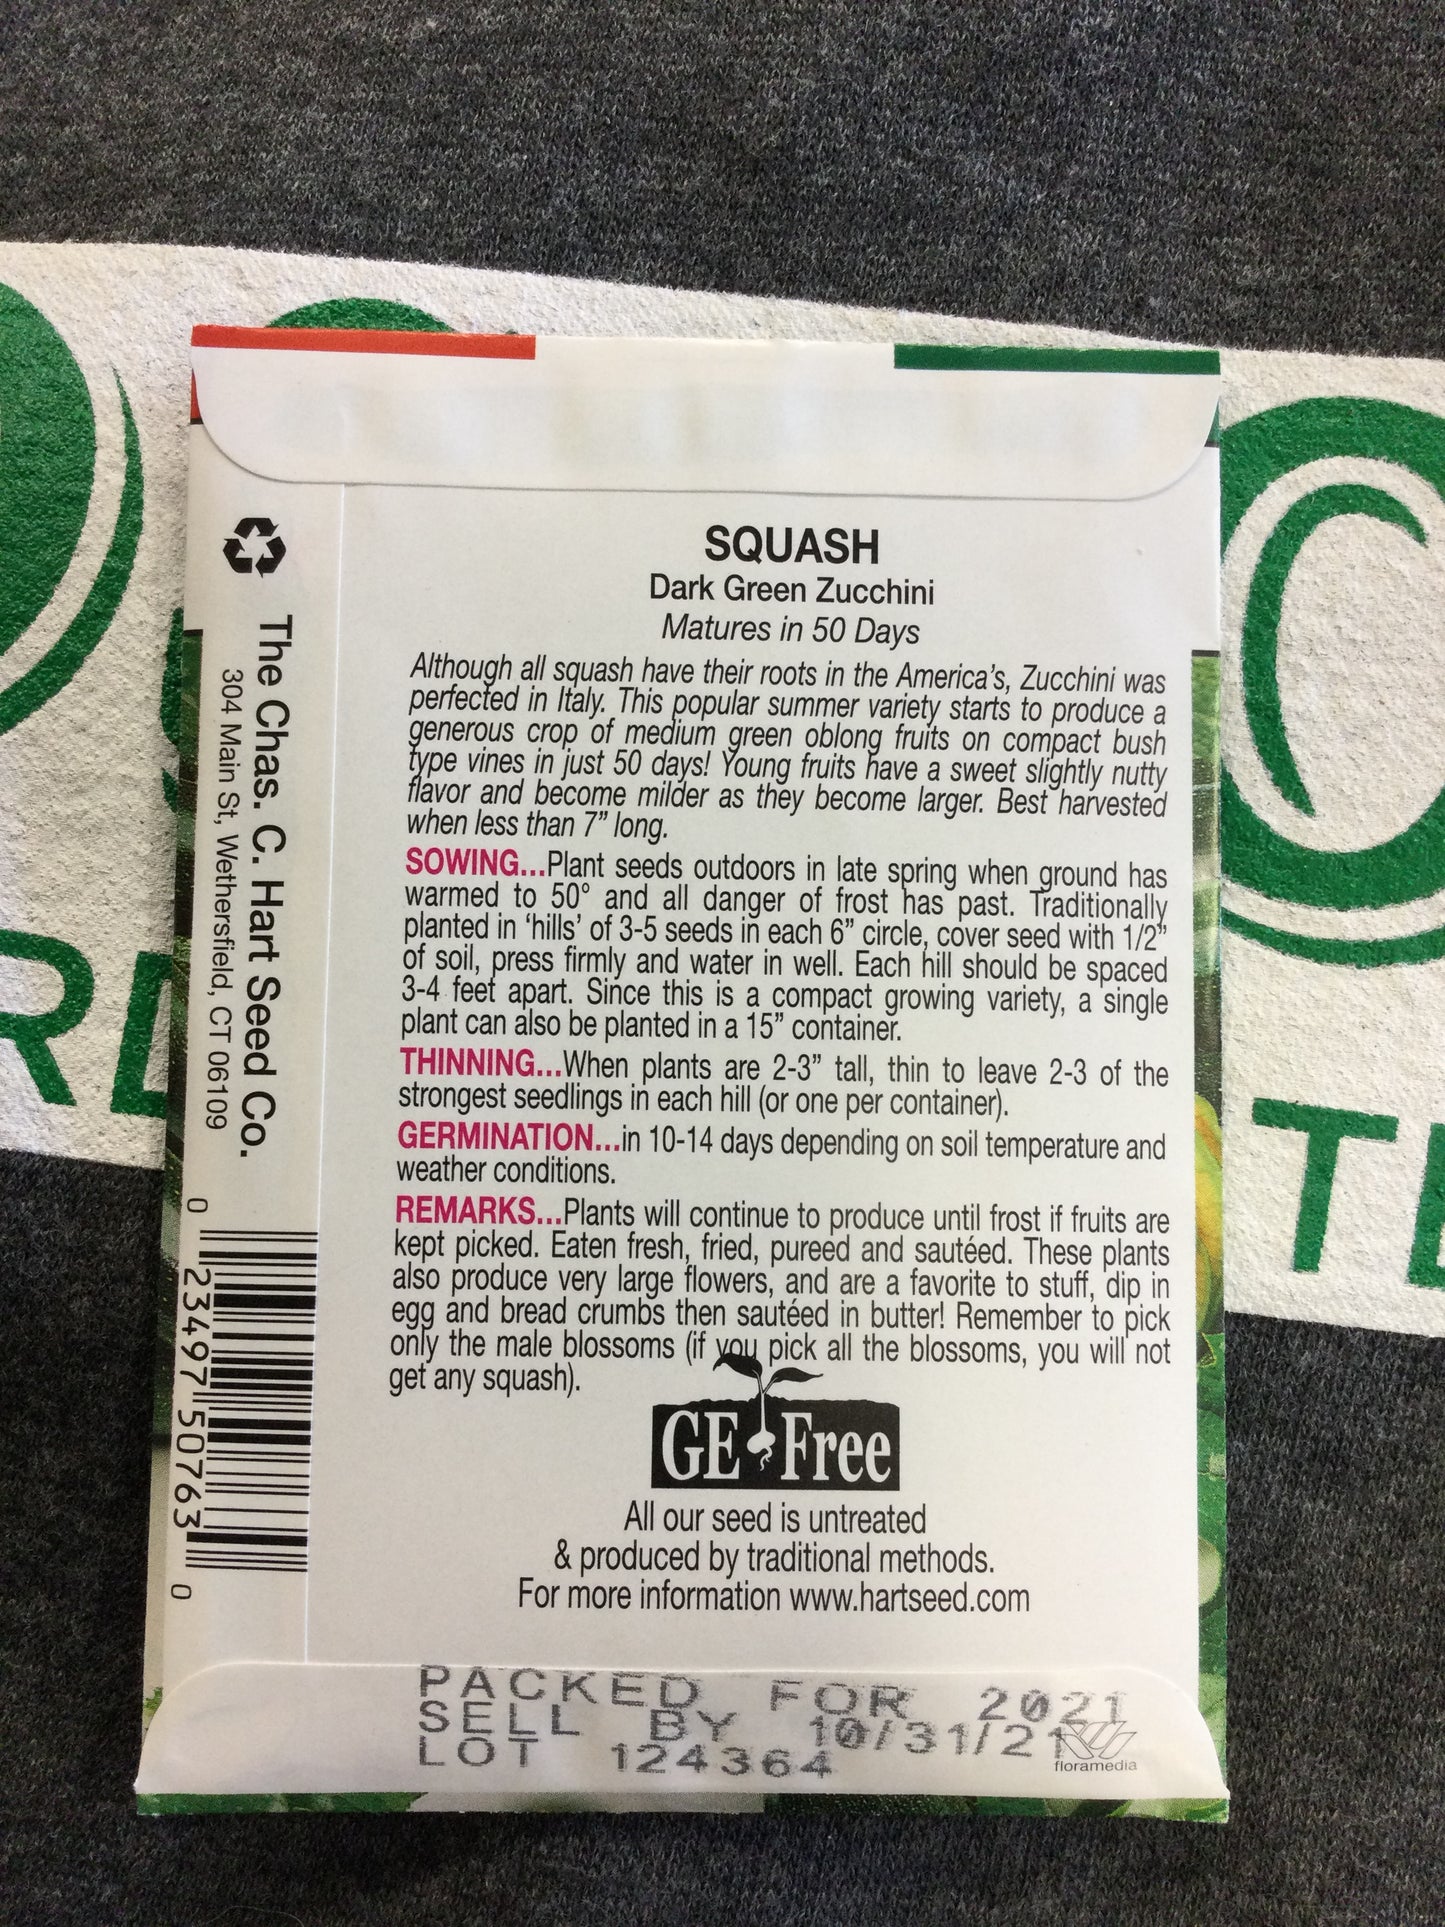 SQUASH
Dark Green Zucchini
Matures in 50 Days
Although all squash have their roots in the America's, Zucchini was
perfected in Italy. This popular summer variety starts to produce a
generous crop of medium green oblong fruits on compact bush
type vines in just 50 days! Young fruits have a sweet slightly nutty
flavor and become milder as they become larger. Best harvested
when less than 7” long.
SOWING...Plant seeds outdoors in late spring when ground has
warmed to 50° and all danger of frost has past. Traditionally
planted in ‘hills’ of 3-5 seeds in each 6” circle, cover seed with 1/2”
of soil, press firmly and water in well. Each hill should be spaced
3-4 feet apart. Since this is a compact growing variety, a single
plant can also be planted in a 15” container.
THINNING...When plants are 2-3” tall, thin to leave 2-3 of the
strongest seedlings in each hill (or one per container).
GERMINATION...in 10-14 days depending on soil temperature and
weather conditions.
REMARKS...Plants will continue to produce until frost if fruits are
kept picked. Eaten fresh, fried, pureed and sautéed. These plants
also produce very large flowers, and are a favorite to stuff, dip in
egg and bread crumbs then sautéed in butter! Remember to pick
only the male blossoms (if you pick all the blossoms, you will not
get any squash).
GE Free
All our seed is untreated
& produced by traditional methods.
For more information www.hartseed.com
PACKED FOR 2021
SELL BY 10/31/21
LOT 124364
floramedia
The Chas. C. Hart Seed Co.
304 Main St, Wethersfield, CT 06109
0 23497 50763 0